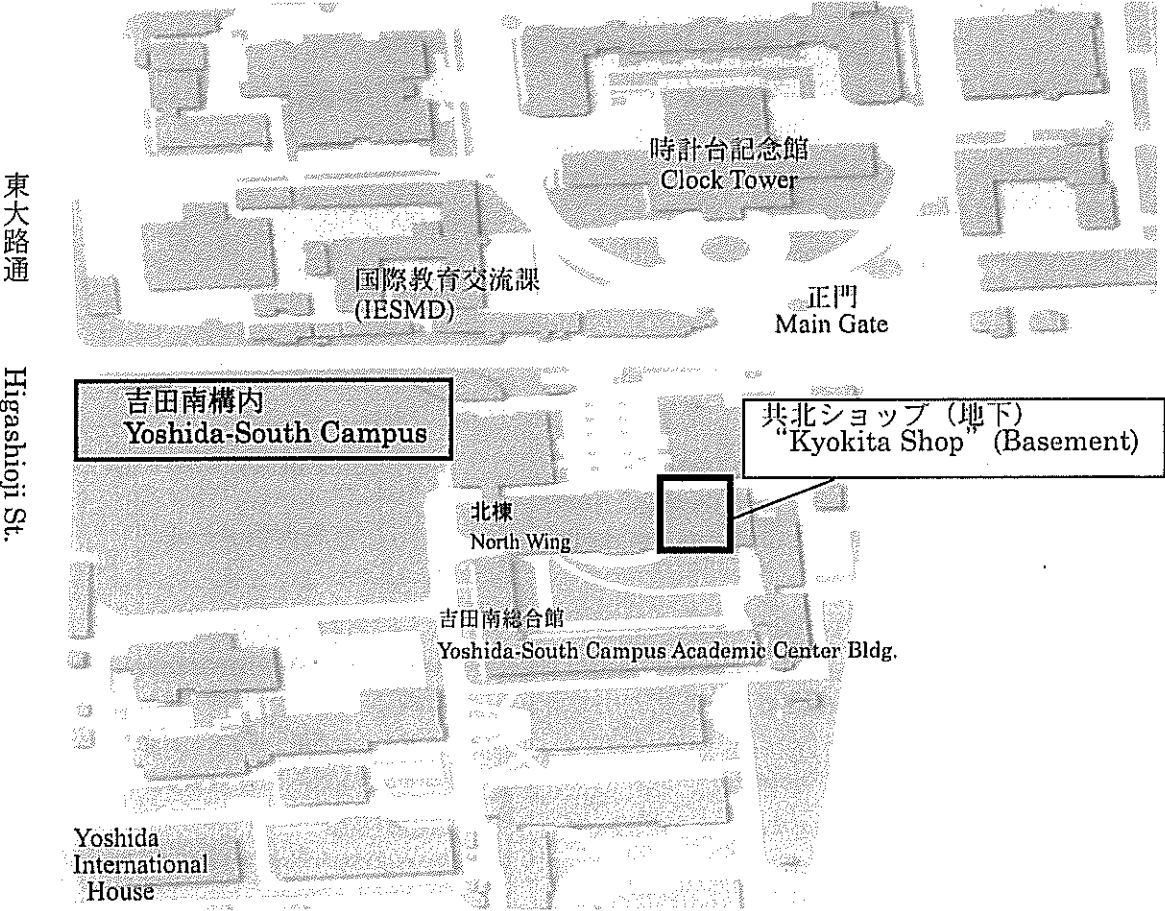 時計台記念館
Clock Tower
国際教育交流課
(IESMD)
正門
Main Gate
東大路通
Higashioji St.
吉田南構内
Yoshida-South Campus
共北ショップ（地下）
“Kyokita Shop” (Basement)
北棟
North Wing
吉田南総合館
Yoshida-South Campus Academic Center Bldg.
Yoshida
International
House